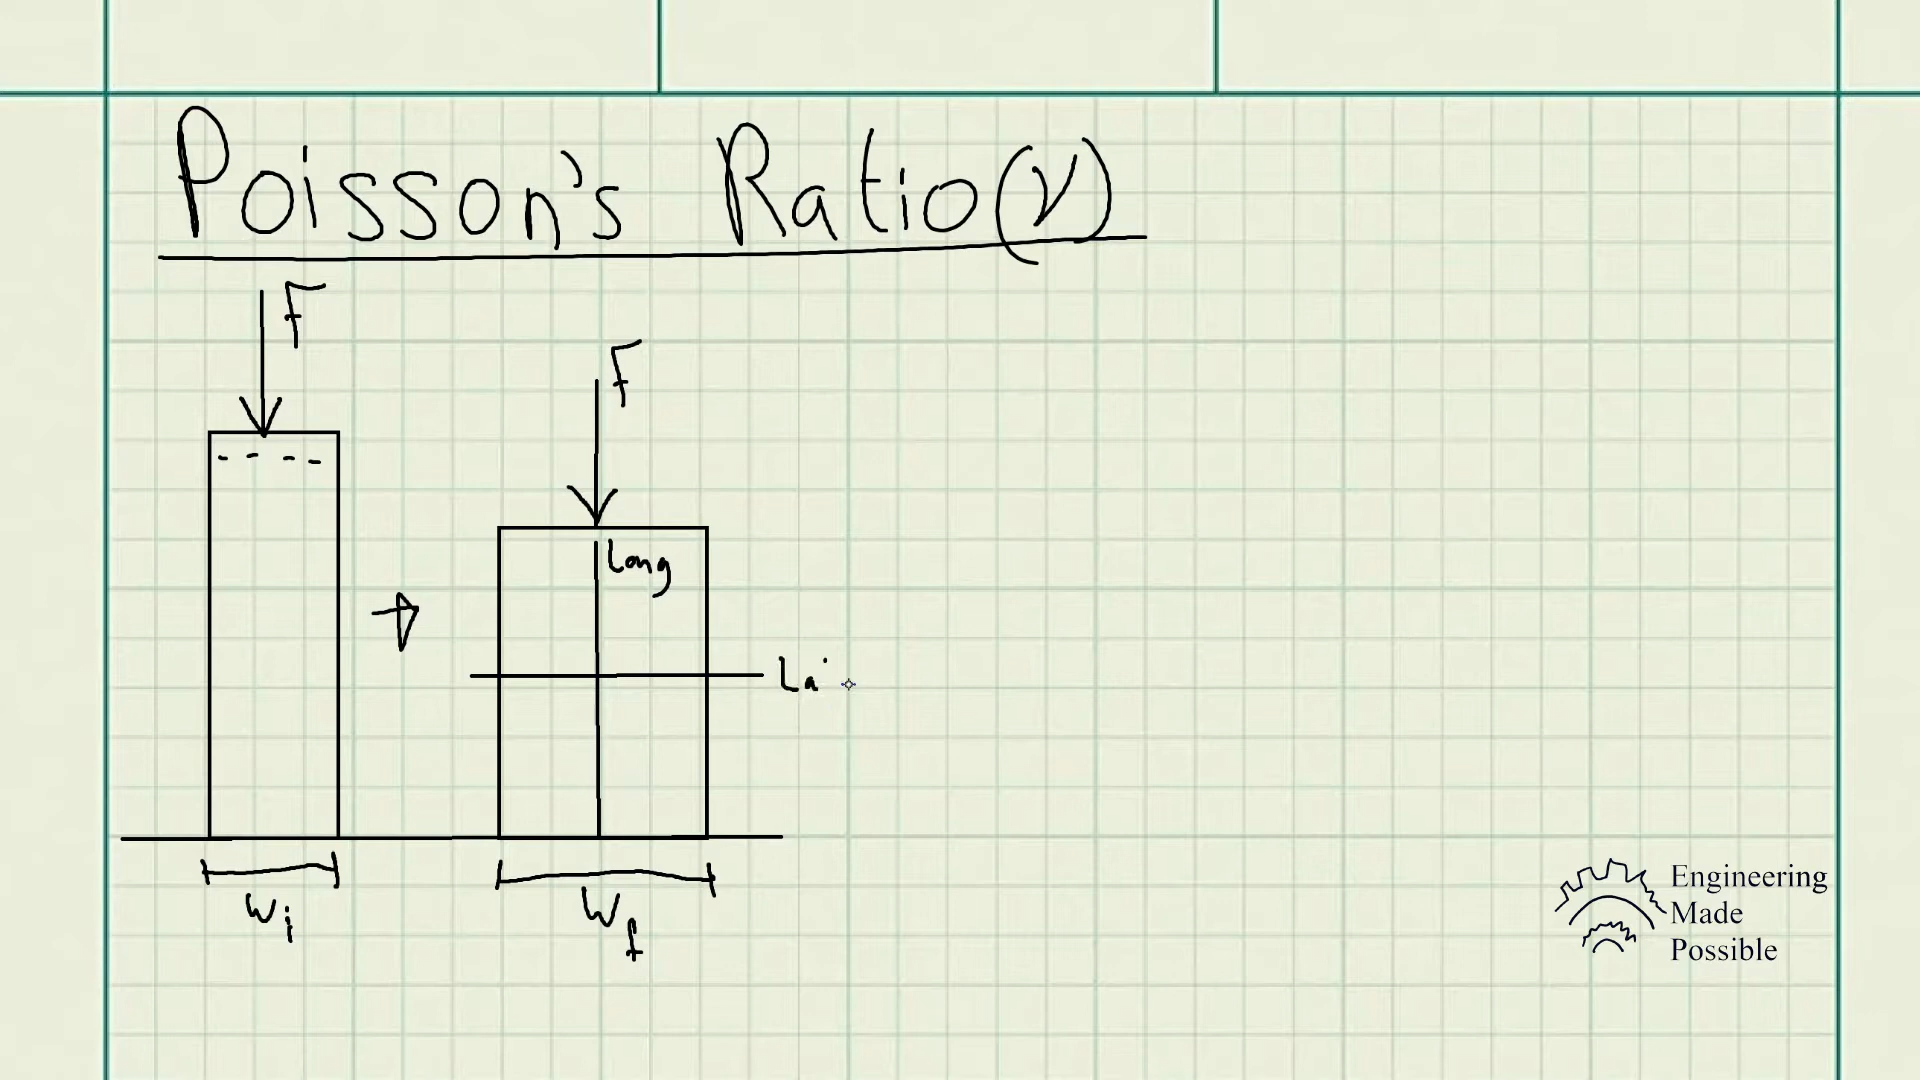 Poisson's Ratio(ν)
F
F
Long
La
Wi
Wf
Engineering
Made
Possible